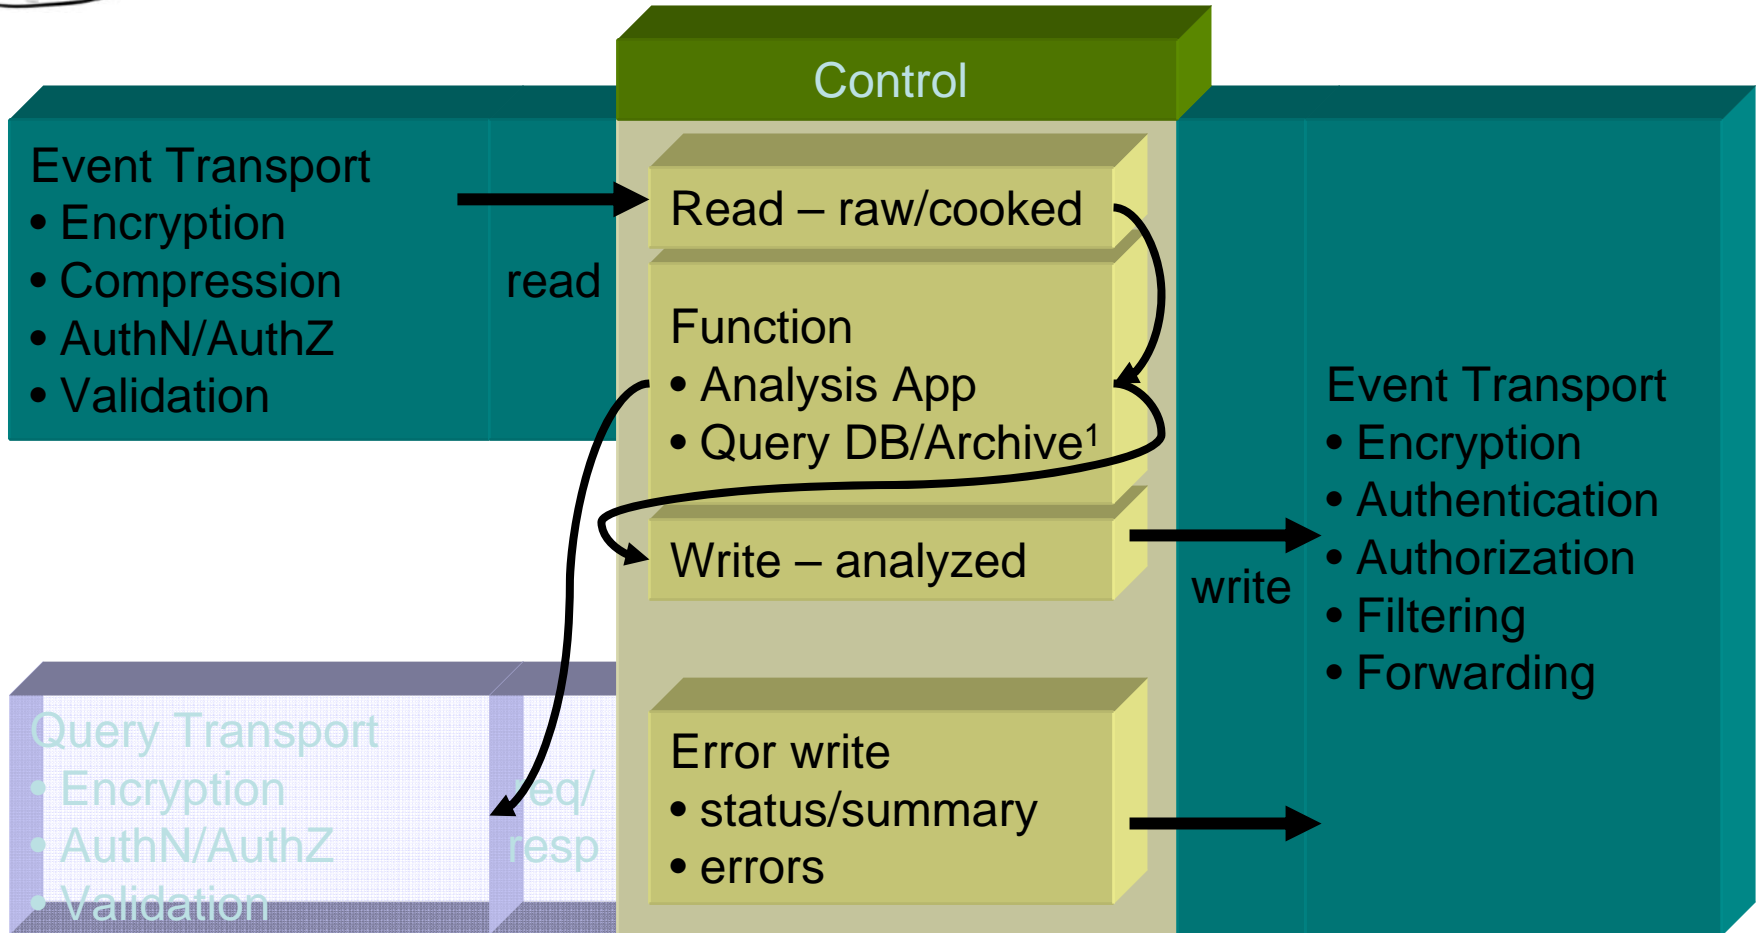 Control
Event Transport
• Encryption
• Compression
• AuthN/AuthZ
• Validation
read
Read – raw/cooked
Function
• Analysis App
• Query DB/Archive¹
Write – analyzed
write
Event Transport
• Encryption
• Authentication
• Authorization
• Filtering
• Forwarding
Query Transport
• Encryption
• AuthN/AuthZ
• Validation
req/
resp
Error write
• status/summary
• errors